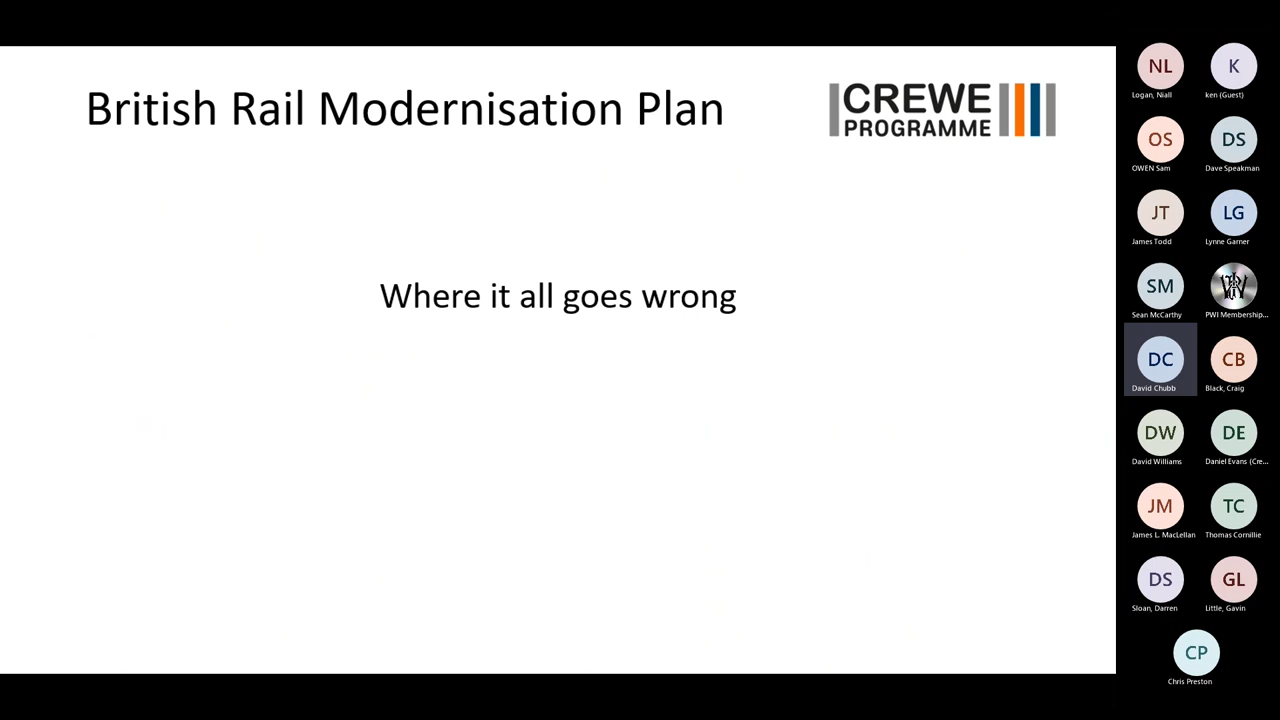 British Rail Modernisation Plan
CREWE
PROGRAMME
Where it all goes wrong
NL
Logan, Niall
K
ken (Guest)
OS
OWEN Sam
DS
Dave Speakman
JT
James Todd
LG
Lynne Garner
SM
Sean McCarthy
PWI Membership...
DC
David Chubb
CB
Black, Craig
DW
David Williams
DE
Daniel Evans (Cre...
JM
James L. MacLellan
TC
Thomas Cornillie
DS
Sloan, Darren
GL
Little, Gavin
CP
Chris Preston